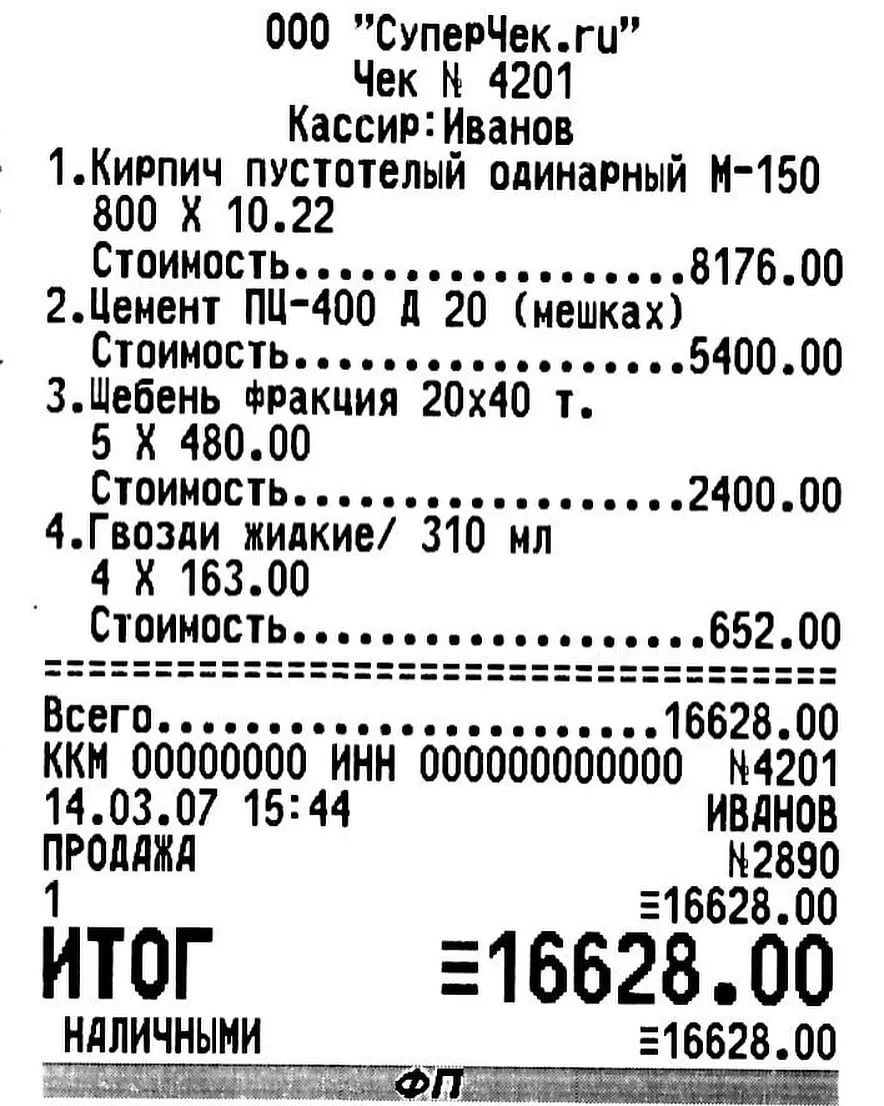 ООО "СуперЧек.ru"
Чек № 4201
Кассир:Иванов
1.Кирпич пустотелый одинарный М-150
800 X 10.22
Стоимость..................8176.00
2.Цемент ПЦ-400 Д 20 (мешках)
Стоимость..................5400.00
3.Щебень фракция 20х40 т.
5 X 480.00
Стоимость..................2400.00
4.Гвозди жидкие/ 310 мл
4 X 163.00
Стоимость...................652.00
====================================
Всего.......................16628.00
ККМ 00000000 ИНН 000000000000 №4201
14.03.07 15:44 ИВАНОВ
ПРОДАЖА №2890
1 ≡16628.00
ИТОГ ≡16628.00
НАЛИЧНЫМИ ≡16628.00
ФП